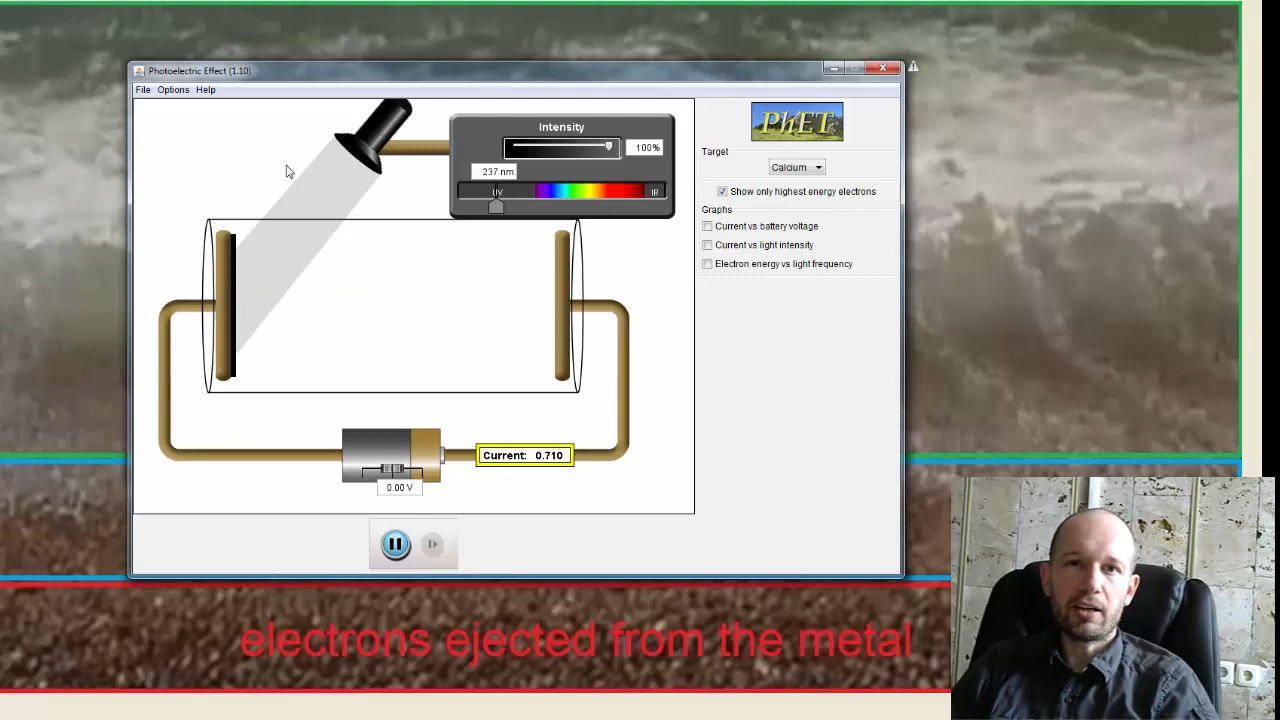 Photoelectric Effect (1.10)
File Options Help
Intensity
100%
237 nm
UV
IR
PhET
Target
Calcium
Show only highest energy electrons
Graphs
Current vs battery voltage
Current vs light intensity
Electron energy vs light frequency
Current: 0.710
0.00 V
electrons ejected from the metal